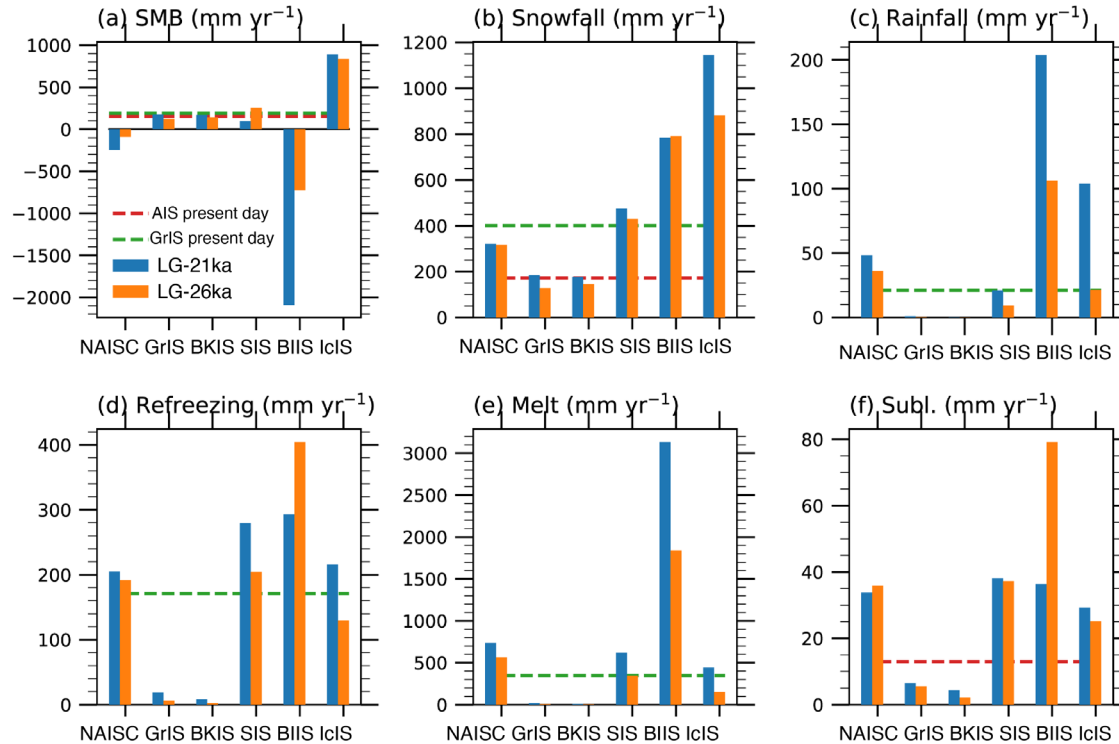 (a) SMB (mm yr⁻¹)
1000
500
0
−500
−1000
−1500
−2000
AIS present day
GrIS present day
LG-21ka
LG-26ka
NAISC GrIS BKIS SIS BIIS IcIS
(b) Snowfall (mm yr⁻¹)
1200
1000
800
600
400
200
0
NAISC GrIS BKIS SIS BIIS IcIS
(c) Rainfall (mm yr⁻¹)
200
150
100
50
0
NAISC GrIS BKIS SIS BIIS IcIS
(d) Refreezing (mm yr⁻¹)
400
300
200
100
0
NAISC GrIS BKIS SIS BIIS IcIS
(e) Melt (mm yr⁻¹)
3000
2500
2000
1500
1000
500
0
NAISC GrIS BKIS SIS BIIS IcIS
(f) Subl. (mm yr⁻¹)
80
60
40
20
0
NAISC GrIS BKIS SIS BIIS IcIS